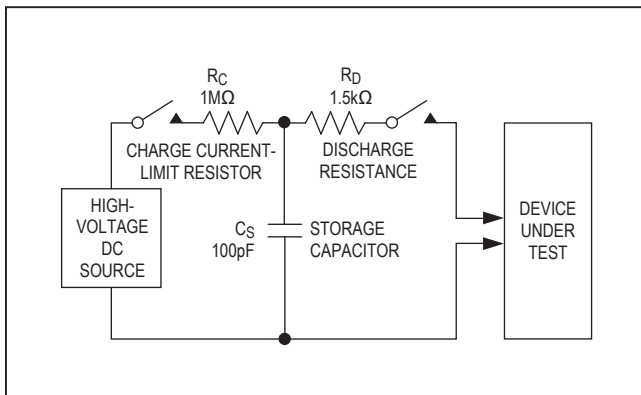 R_C
1MΩ
R_D
1.5kΩ
CHARGE CURRENT-
LIMIT RESISTOR
DISCHARGE
RESISTANCE
HIGH-
VOLTAGE
DC
SOURCE
C_S
100pF
STORAGE
CAPACITOR
DEVICE
UNDER
TEST